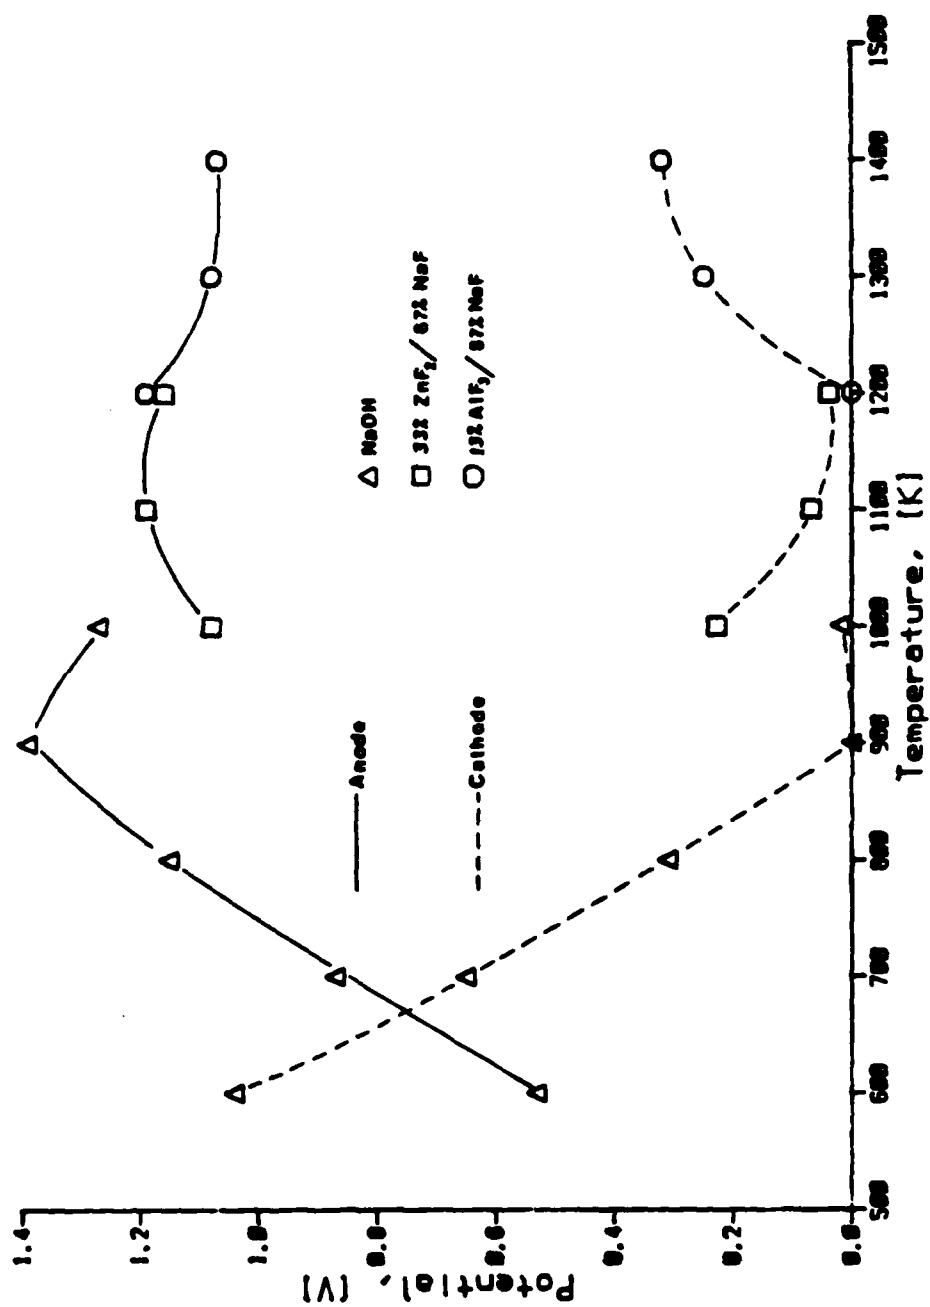 1.4
1.2
1.0
0.8
0.6
0.4
0.2
0.0
Potential, [V]
NaOH
33% ZnF₂/67% NaF
13%AlF₃/87%NaF
Anode
Cathode
500
600
700
800
900
1000
1100
1200
1300
1400
1500
Temperature, [K]